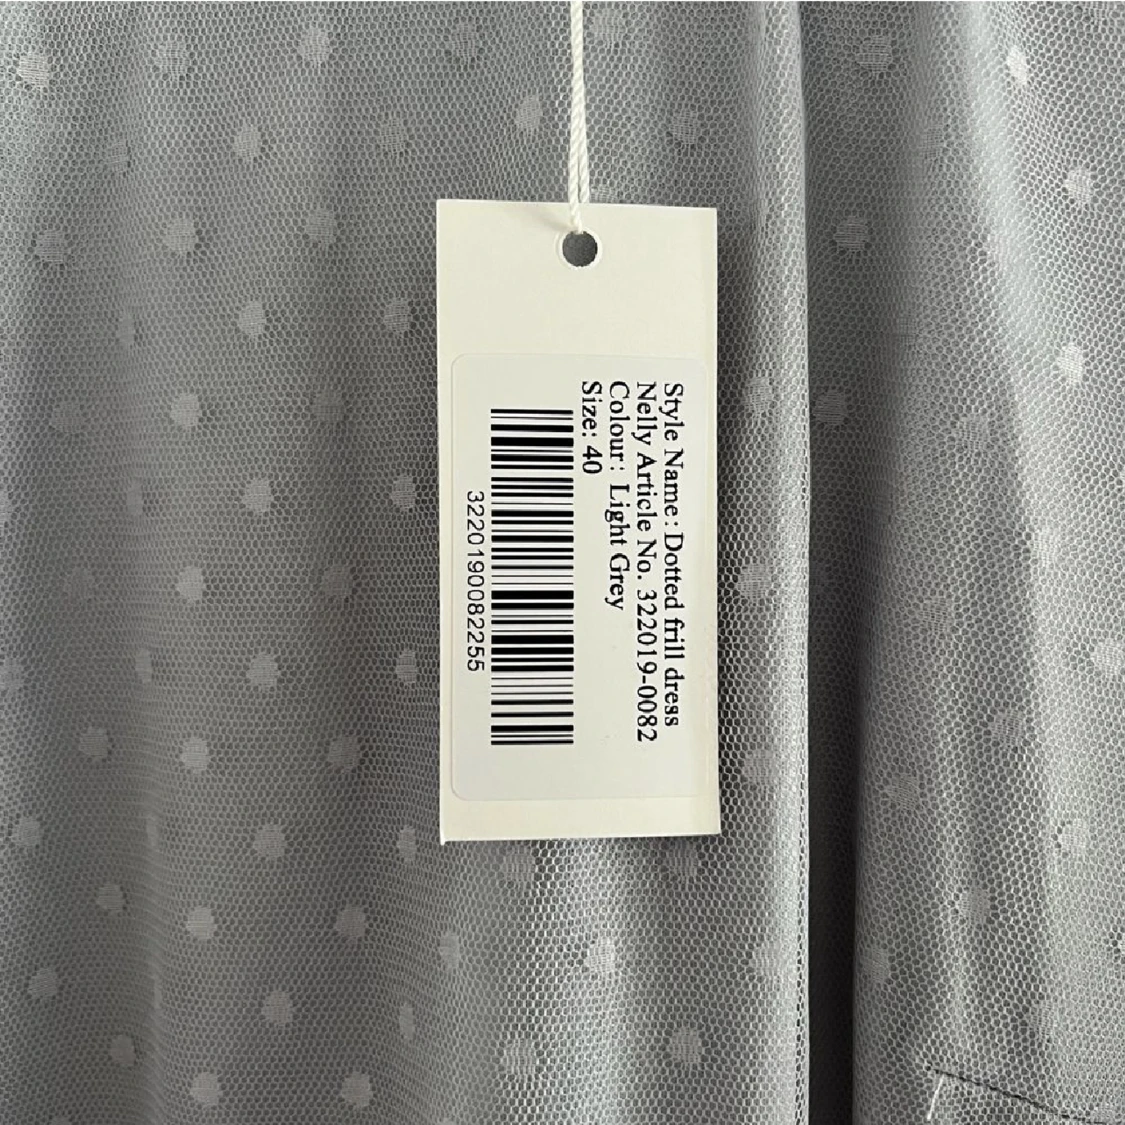 Style Name: Dotted frill dress
Nelly Article No. 322019-0082
Colour: Light Grey
Size: 40
3220190082255